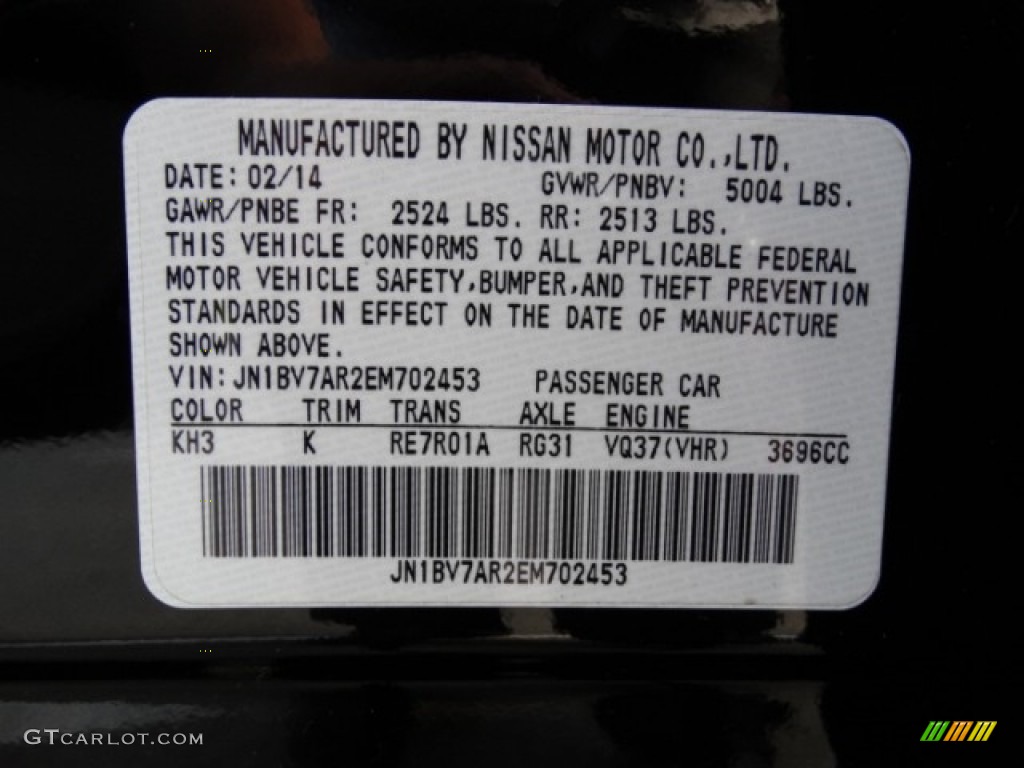 MANUFACTURED BY NISSAN MOTOR CO.,LTD.
DATE: 02/14 GVWR/PNBV: 5004 LBS.
GAWR/PNBE FR: 2524 LBS. RR: 2513 LBS.
THIS VEHICLE CONFORMS TO ALL APPLICABLE FEDERAL
MOTOR VEHICLE SAFETY,BUMPER,AND THEFT PREVENTION
STANDARDS IN EFFECT ON THE DATE OF MANUFACTURE
SHOWN ABOVE.
VIN: JN1BV7AR2EM702453 PASSENGER CAR
COLOR TRIM TRANS AXLE ENGINE
KH3 K RE7R01A RG31 VQ37(VHR) 3696CC
JN1BV7AR2EM702453
GTCARLOT.COM